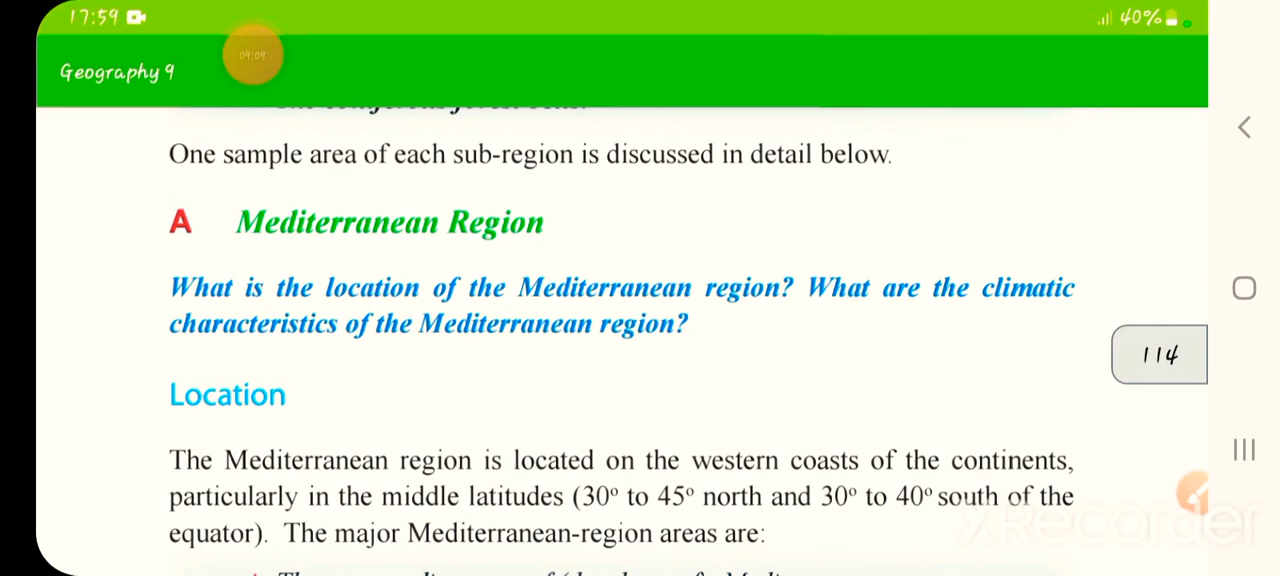 17:59
40%
Geography 9
09:09
One sample area of each sub-region is discussed in detail below.
A Mediterranean Region
What is the location of the Mediterranean region? What are the climatic
characteristics of the Mediterranean region?
114
Location
The Mediterranean region is located on the western coasts of the continents,
particularly in the middle latitudes (30° to 45° north and 30° to 40° south of the
equator). The major Mediterranean-region areas are:
XRecorder